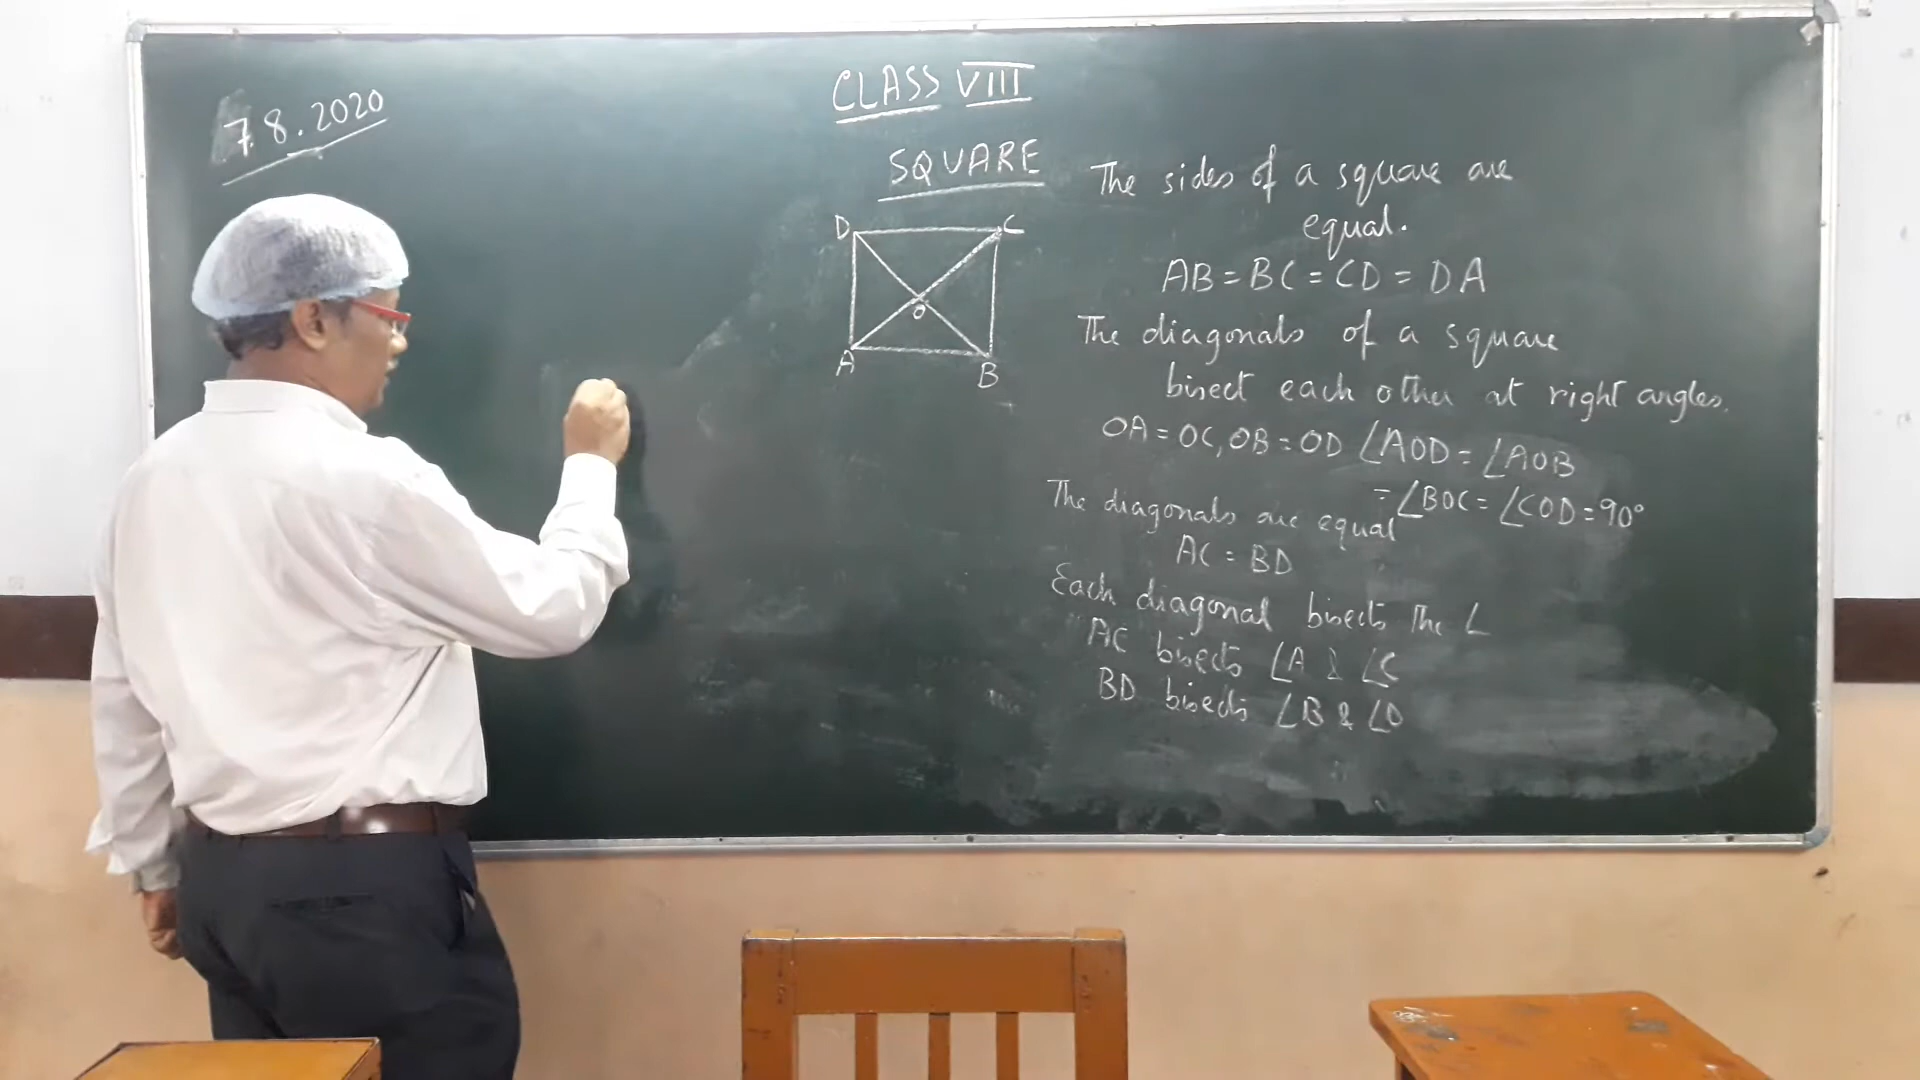 7.8.2020
CLASS VIII
SQUARE
D C
O
A B
The sides of a square are
equal.
AB = BC = CD = DA
The diagonals of a square
bisect each other at right angles.
OA = OC, OB = OD ∠AOD = ∠AOB
= ∠BOC = ∠COD = 90°
The diagonals are equal
AC = BD
Each diagonal bisects the ∠
AC bisects ∠A & ∠C
BD bisects ∠B & ∠D